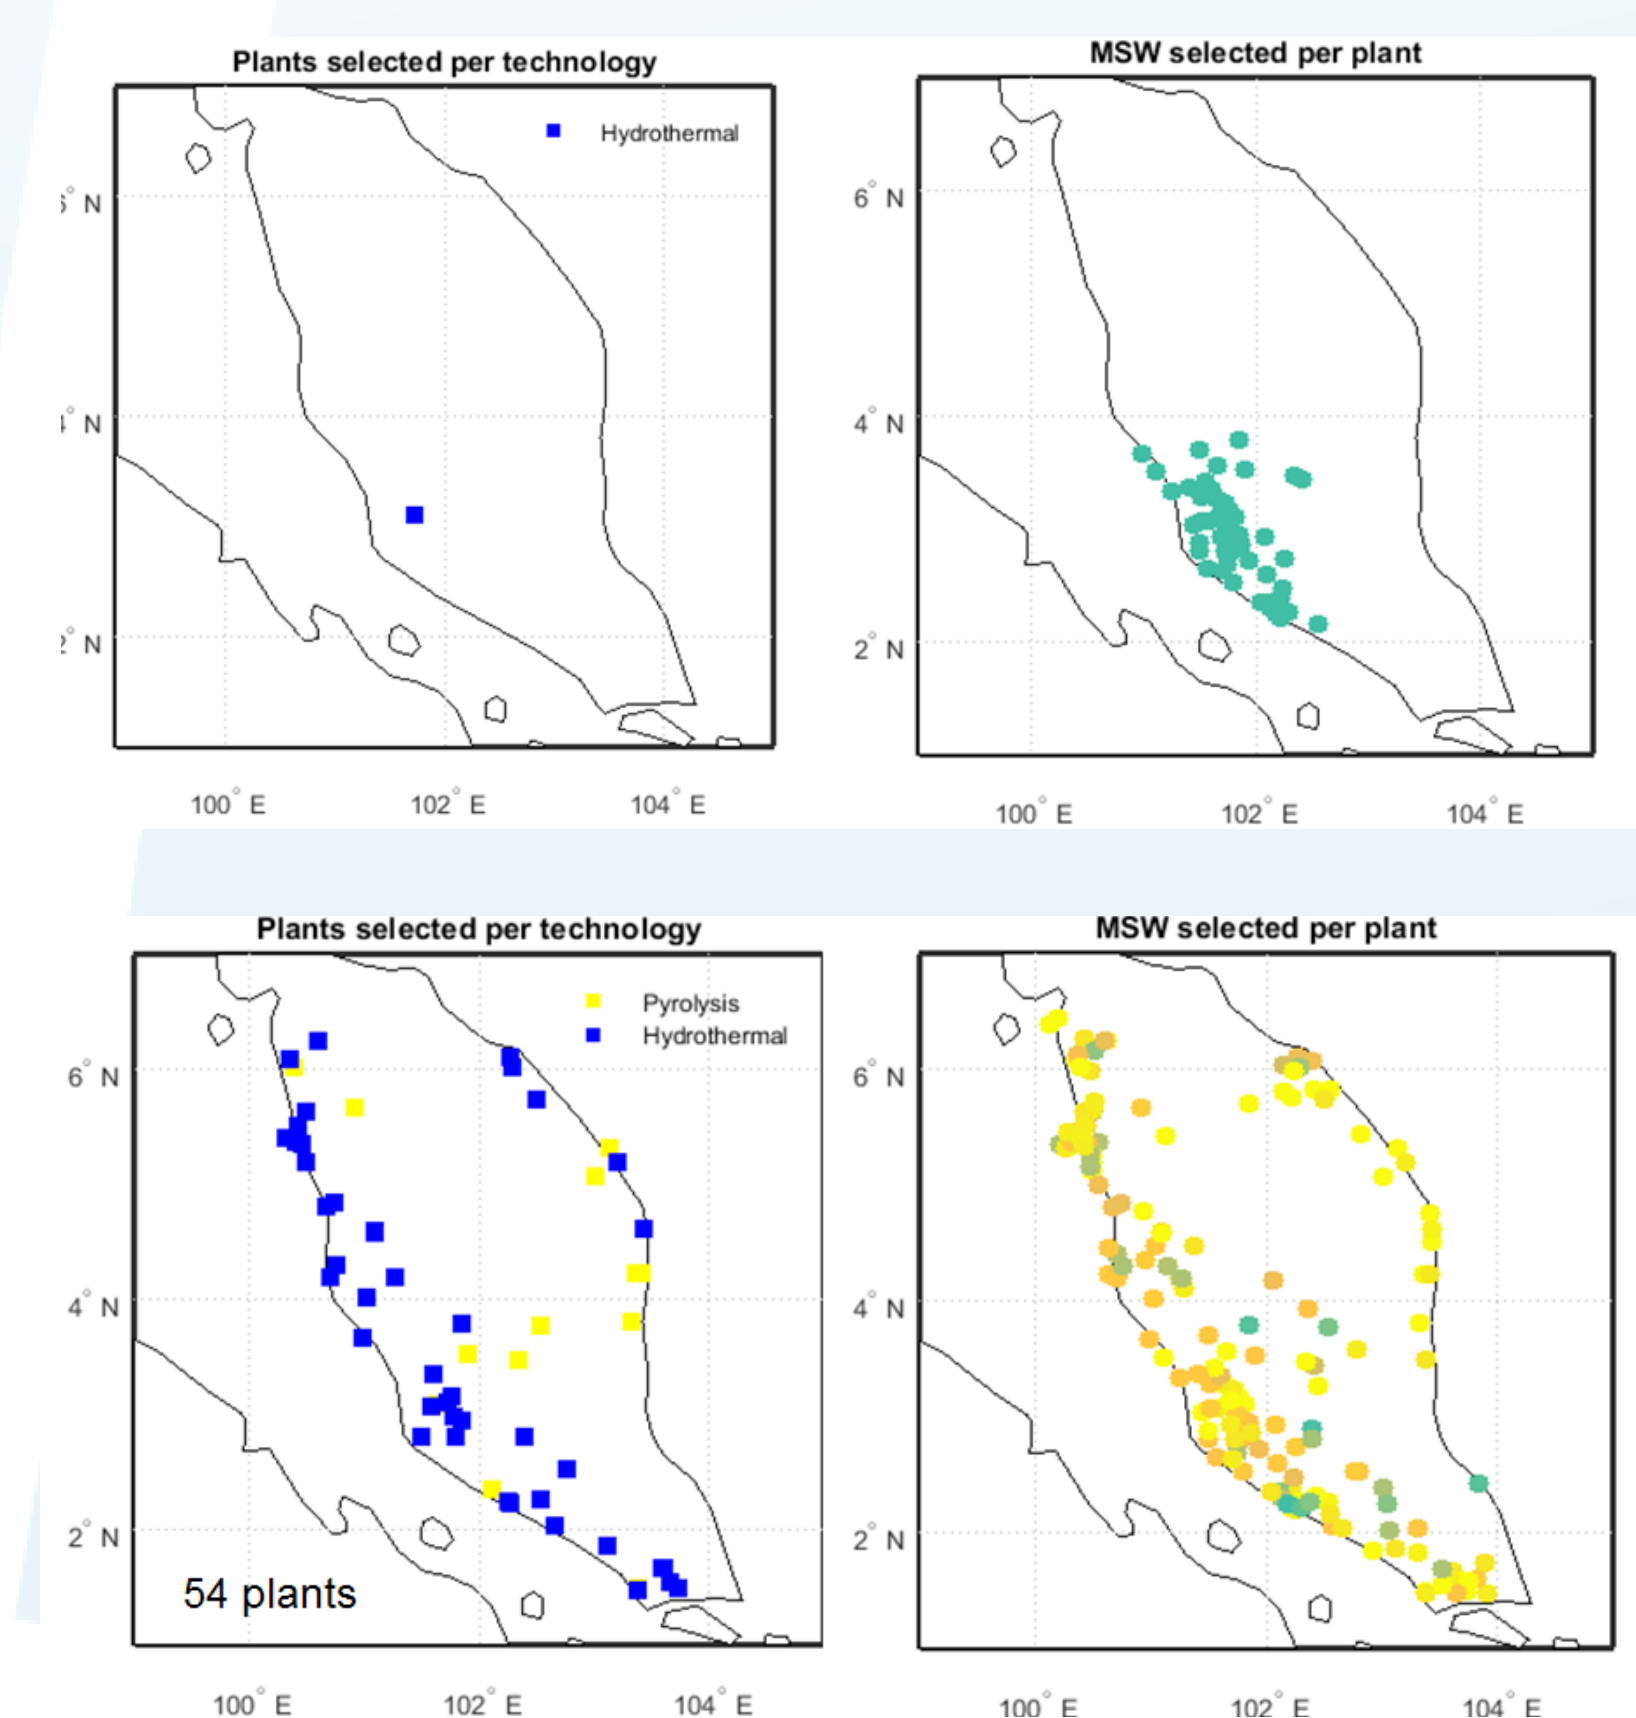 Plants selected per technology
Hydrothermal
° N
° N
° N
100° E 102° E 104° E
MSW selected per plant
6° N
4° N
2° N
100° E 102° E 104° E
Plants selected per technology
Pyrolysis
Hydrothermal
6° N
4° N
2° N
54 plants
100° E 102° E 104° E
MSW selected per plant
6° N
4° N
2° N
100° E 102° E 104° E